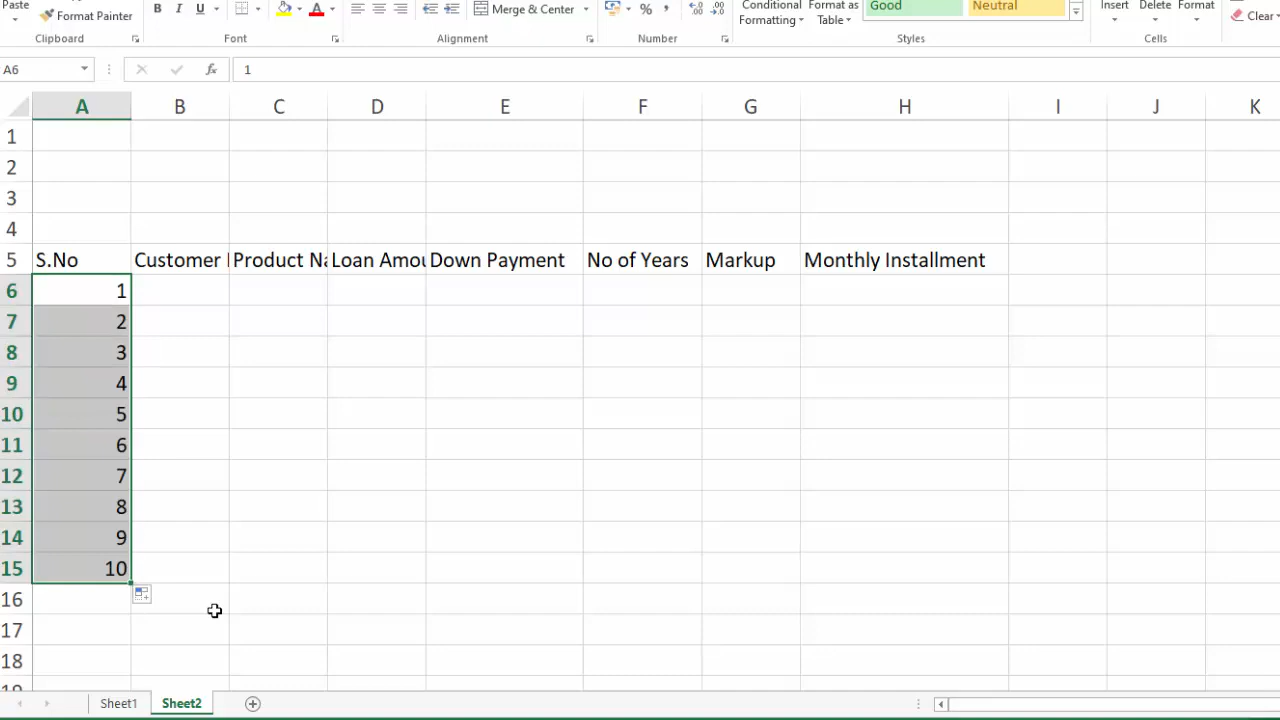 Paste Format Painter B I U A Merge & Center % , Conditional Formatting Format as Table Good Neutral Insert Delete Format Clear
Clipboard Font Alignment Number Styles Cells
A6 fx 1
A B C D E F G H I J K
1
2
3
4
5 S.No Customer Product Na Loan Amou Down Payment No of Years Markup Monthly Installment
6 1
7 2
8 3
9 4
10 5
11 6
12 7
13 8
14 9
15 10
16
17
18
Sheet1 Sheet2